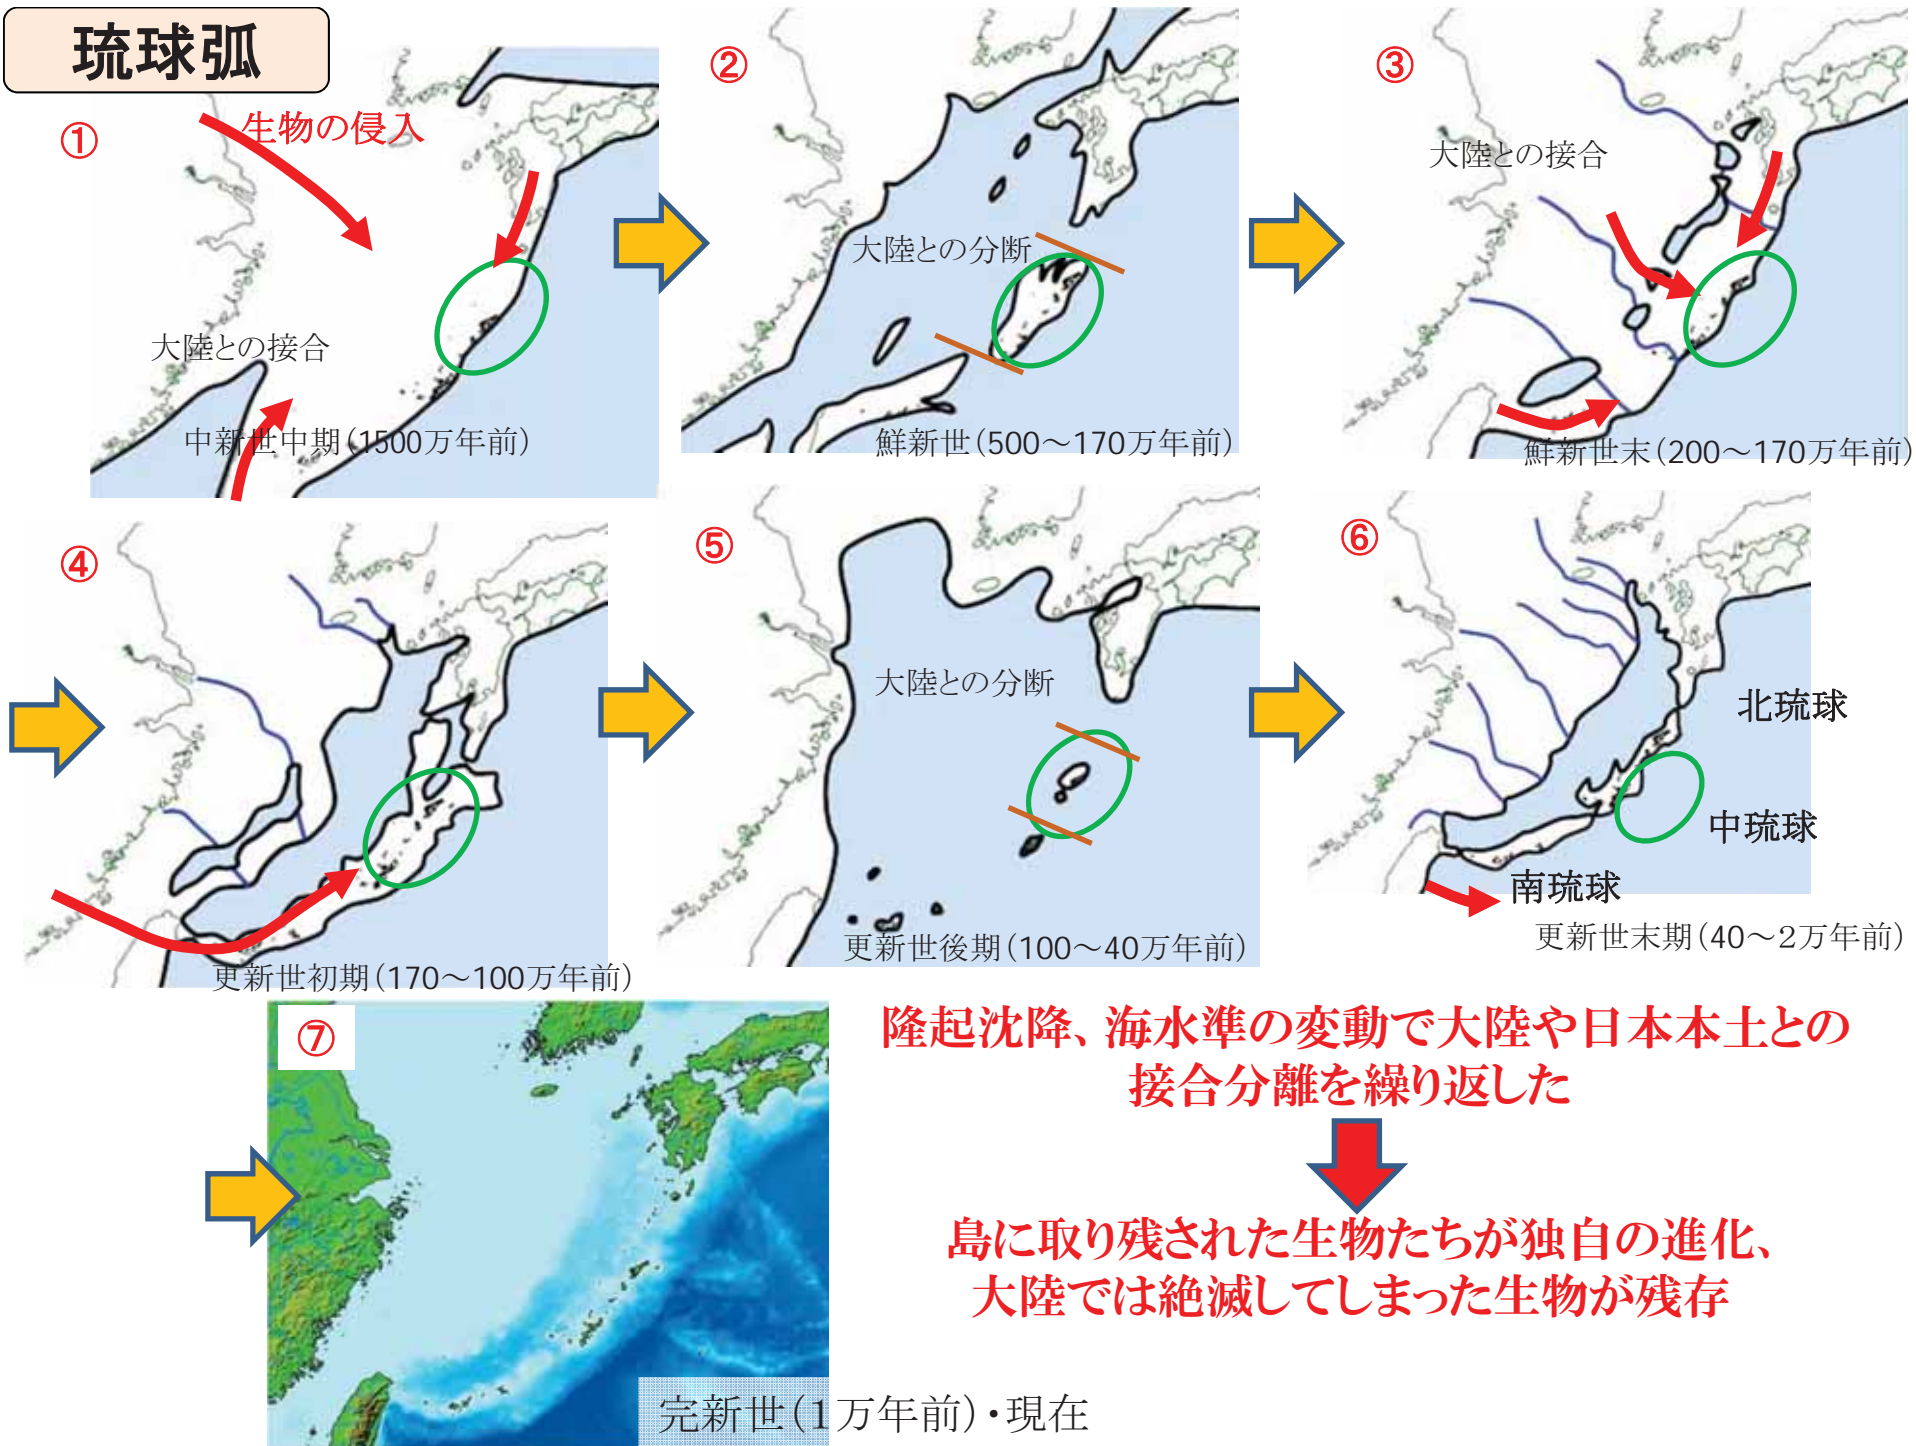 琉球弧
①
生物の侵入
大陸との接合
中新世中期(1500万年前)
②
大陸との分断
鮮新世(500～170万年前)
③
大陸との接合
鮮新世末(200～170万年前)
④
更新世初期(170～100万年前)
⑤
大陸との分断
更新世後期(100～40万年前)
⑥
北琉球
中琉球
南琉球
更新世末期(40～2万年前)
⑦
完新世(1万年前)・現在
隆起沈降、海水準の変動で大陸や日本本土との
接合分離を繰り返した
島に取り残された生物たちが独自の進化、
大陸では絶滅してしまった生物が残存